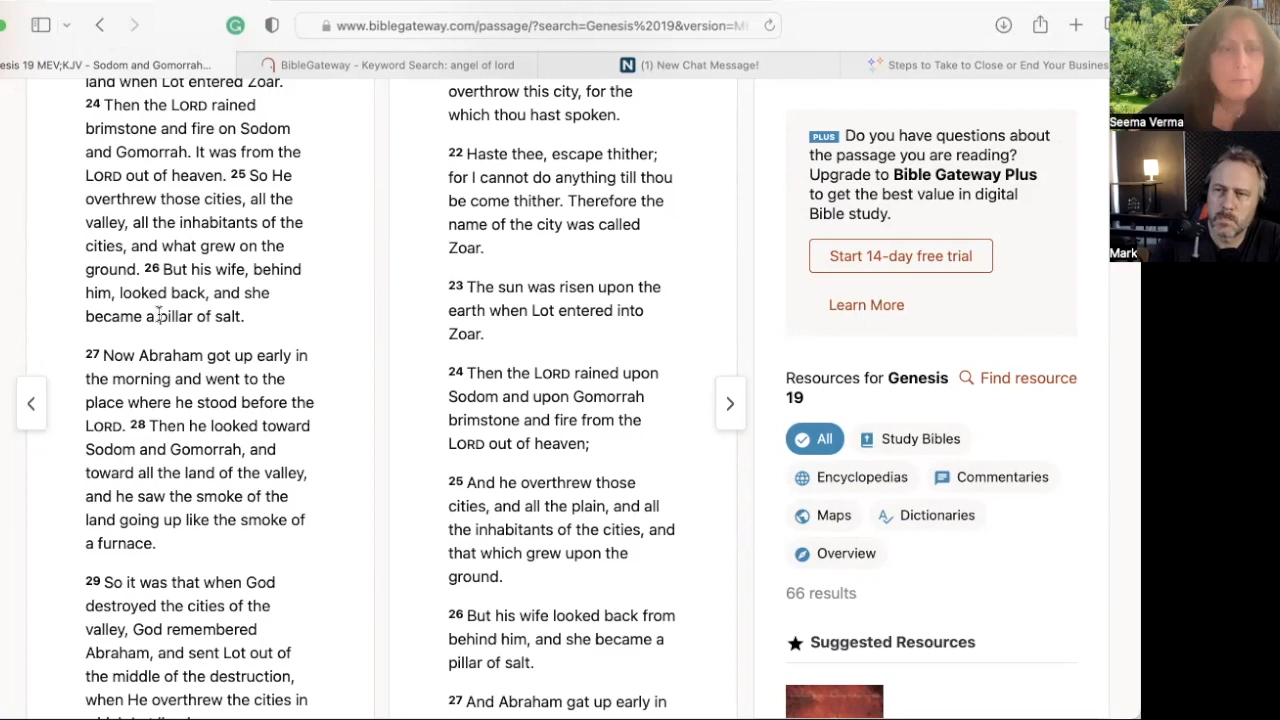 www.biblegateway.com/passage/?search=Genesis%2019&version=M
esis 19 MEV;KJV - Sodom and Gomorrah...
BibleGateway - Keyword Search: angel of lord
(1) New Chat Message!
Steps to Take to Close or End Your Busines
land when Lot entered Zoar.
24 Then the LORD rained
brimstone and fire on Sodom
and Gomorrah. It was from the
LORD out of heaven. 25 So He
overthrew those cities, all the
valley, all the inhabitants of the
cities, and what grew on the
ground. 26 But his wife, behind
him, looked back, and she
became a pillar of salt.
27 Now Abraham got up early in
the morning and went to the
place where he stood before the
LORD. 28 Then he looked toward
Sodom and Gomorrah, and
toward all the land of the valley,
and he saw the smoke of the
land going up like the smoke of
a furnace.
29 So it was that when God
destroyed the cities of the
valley, God remembered
Abraham, and sent Lot out of
the middle of the destruction,
when He overthrew the cities in
overthrow this city, for the
which thou hast spoken.
22 Haste thee, escape thither;
for I cannot do anything till thou
be come thither. Therefore the
name of the city was called
Zoar.
23 The sun was risen upon the
earth when Lot entered into
Zoar.
24 Then the LORD rained upon
Sodom and upon Gomorrah
brimstone and fire from the
LORD out of heaven;
25 And he overthrew those
cities, and all the plain, and all
the inhabitants of the cities, and
that which grew upon the
ground.
26 But his wife looked back from
behind him, and she became a
pillar of salt.
27 And Abraham gat up early in
PLUS Do you have questions about
the passage you are reading?
Upgrade to Bible Gateway Plus
to get the best value in digital
Bible study.
Start 14-day free trial
Learn More
Resources for Genesis
19
Find resource
All
Study Bibles
Encyclopedias
Commentaries
Maps
Dictionaries
Overview
66 results
Suggested Resources
Seema Verma
Mark